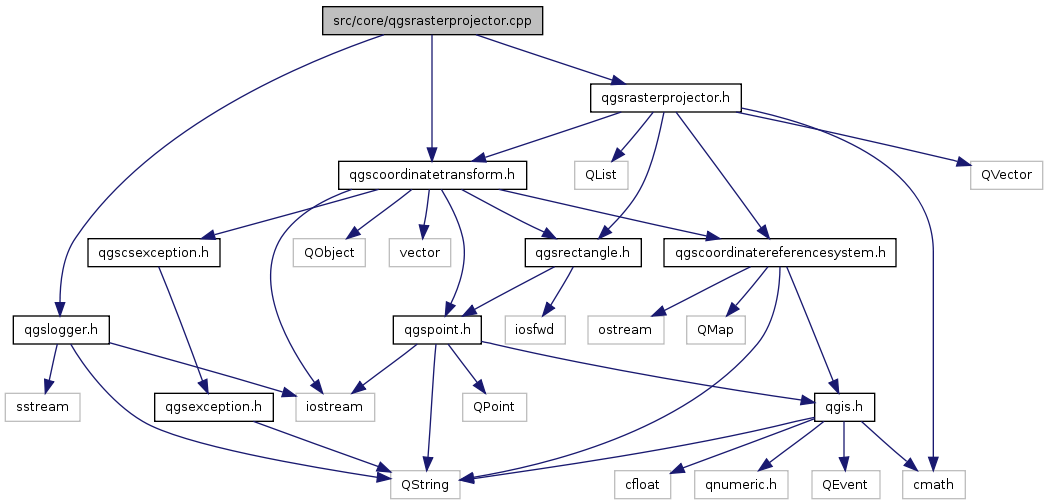 src/core/qgsrasterprojector.cpp
qgsrasterprojector.h
qgscoordinatetransform.h
QList
QVector
qgscsexception.h
QObject
vector
qgsrectangle.h
qgscoordinatereferencesystem.h
qgslogger.h
qgspoint.h
iosfwd
ostream
QMap
sstream
qgsexception.h
iostream
QPoint
qgis.h
QString
cfloat
qnumeric.h
QEvent
cmath